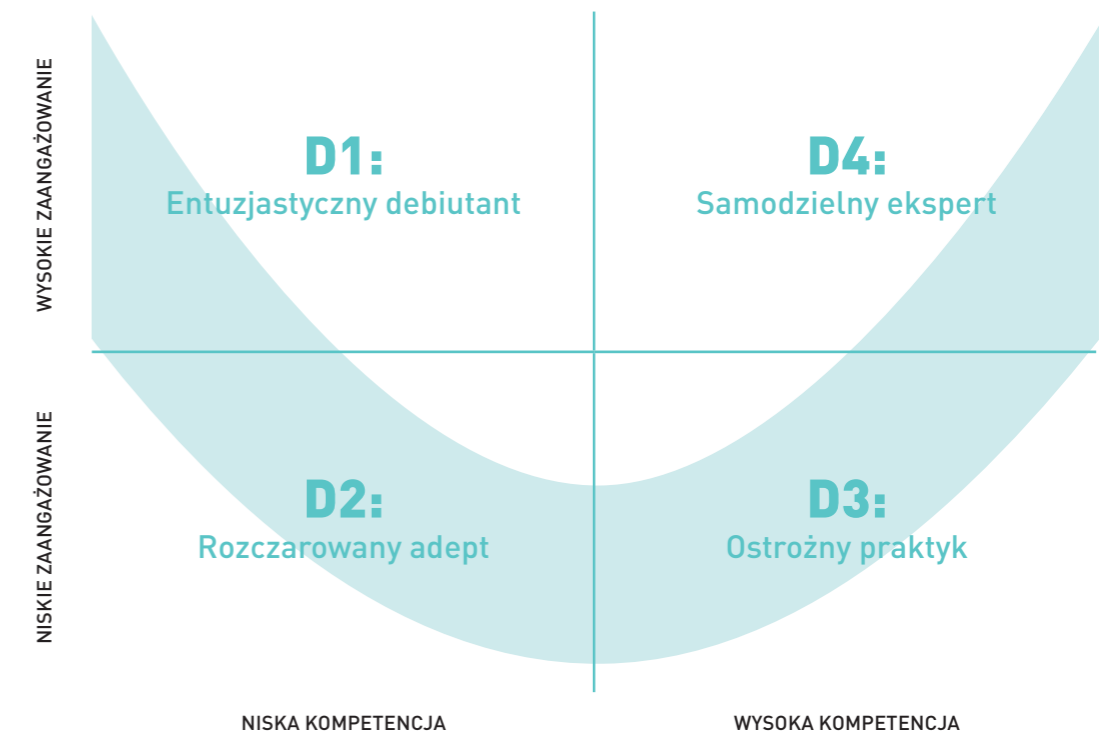 WYSOKIE ZAANGAŻOWANIE
D1:
Entuzjastyczny debiutant
D4:
Samodzielny ekspert
NISKIE ZAANGAŻOWANIE
D2:
Rozczarowany adept
D3:
Ostrożny praktyk
NISKA KOMPETENCJA
WYSOKA KOMPETENCJA